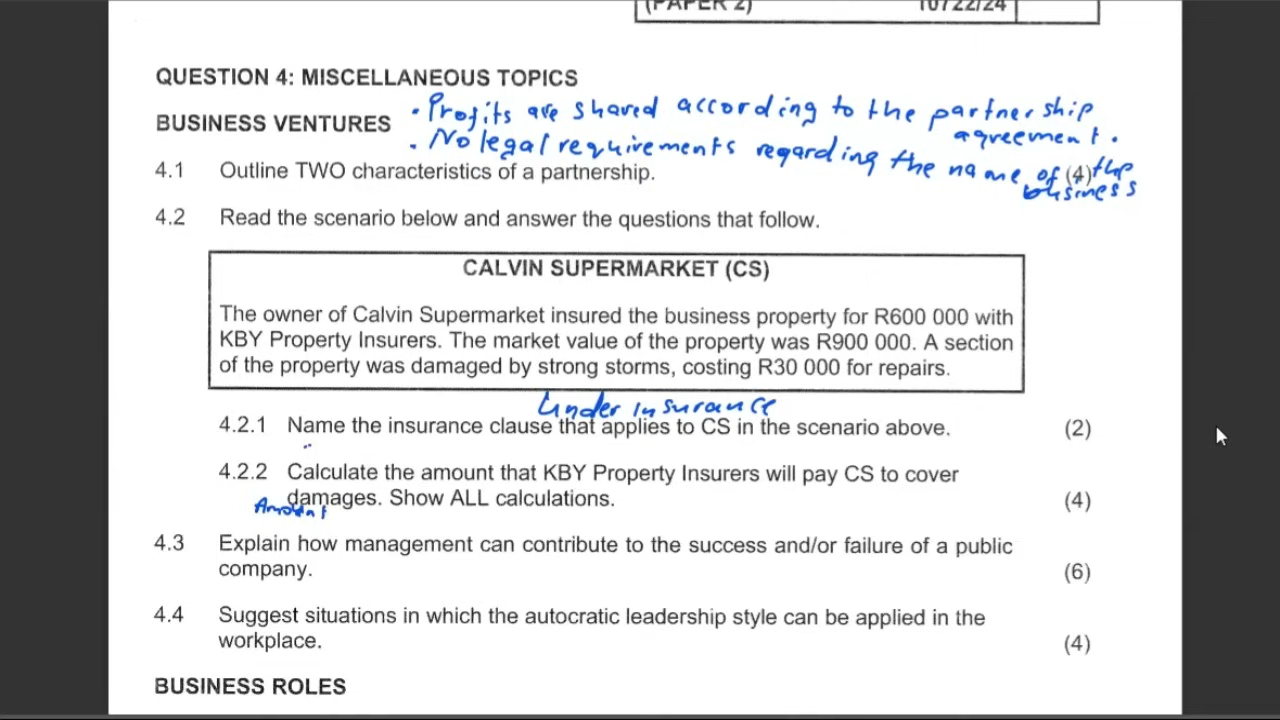 (PAPER 2) 10722/24
QUESTION 4: MISCELLANEOUS TOPICS
• Profits are shared according to the partnership agreement.
BUSINESS VENTURES
• No legal requirements regarding the name of the business
4.1 Outline TWO characteristics of a partnership. (4)
4.2 Read the scenario below and answer the questions that follow.
CALVIN SUPERMARKET (CS)
The owner of Calvin Supermarket insured the business property for R600 000 with
KBY Property Insurers. The market value of the property was R900 000. A section
of the property was damaged by strong storms, costing R30 000 for repairs.
Under insurance
4.2.1 Name the insurance clause that applies to CS in the scenario above. (2)
4.2.2 Calculate the amount that KBY Property Insurers will pay CS to cover
damages. Show ALL calculations. (4)
Amount
4.3 Explain how management can contribute to the success and/or failure of a public
company. (6)
4.4 Suggest situations in which the autocratic leadership style can be applied in the
workplace. (4)
BUSINESS ROLES